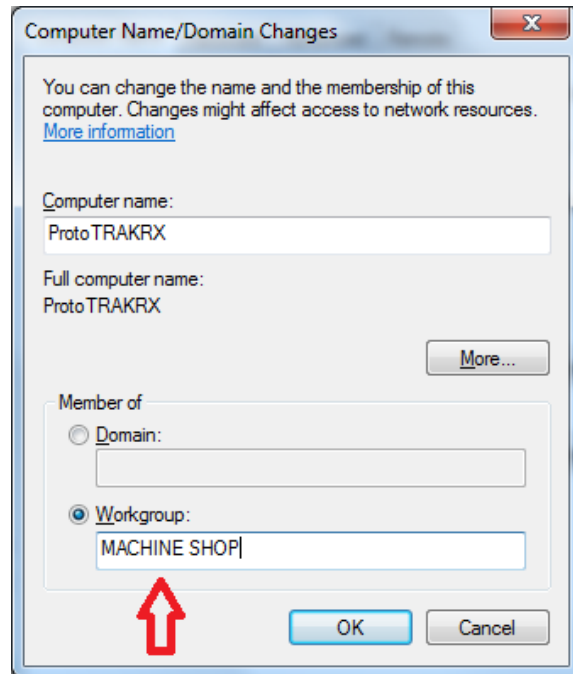 Computer Name/Domain Changes
You can change the name and the membership of this
computer. Changes might affect access to network resources.
More information
Computer name:
ProtoTRAKRX
Full computer name:
ProtoTRAKRX
More...
Member of
Domain:
Workgroup:
MACHINE SHOP
OK
Cancel